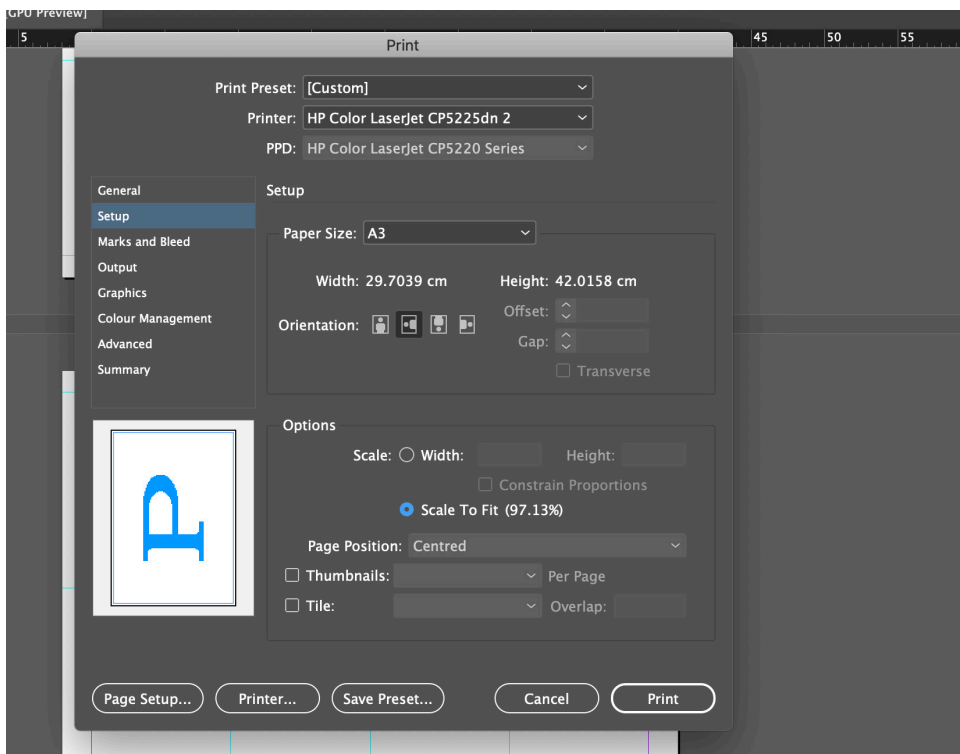 [GPU Preview]
5 45 50 55
Print
Print Preset: [Custom]
Printer: HP Color LaserJet CP5225dn 2
PPD: HP Color LaserJet CP5220 Series
General
Setup
Marks and Bleed
Output
Graphics
Colour Management
Advanced
Summary
Setup
Paper Size: A3
Width: 29.7039 cm Height: 42.0158 cm
Orientation:
Offset:
Gap:
Transverse
P
Options
Scale: Width: Height:
Constrain Proportions
Scale To Fit (97.13%)
Page Position: Centred
Thumbnails: Per Page
Tile: Overlap:
Page Setup... Printer... Save Preset... Cancel Print